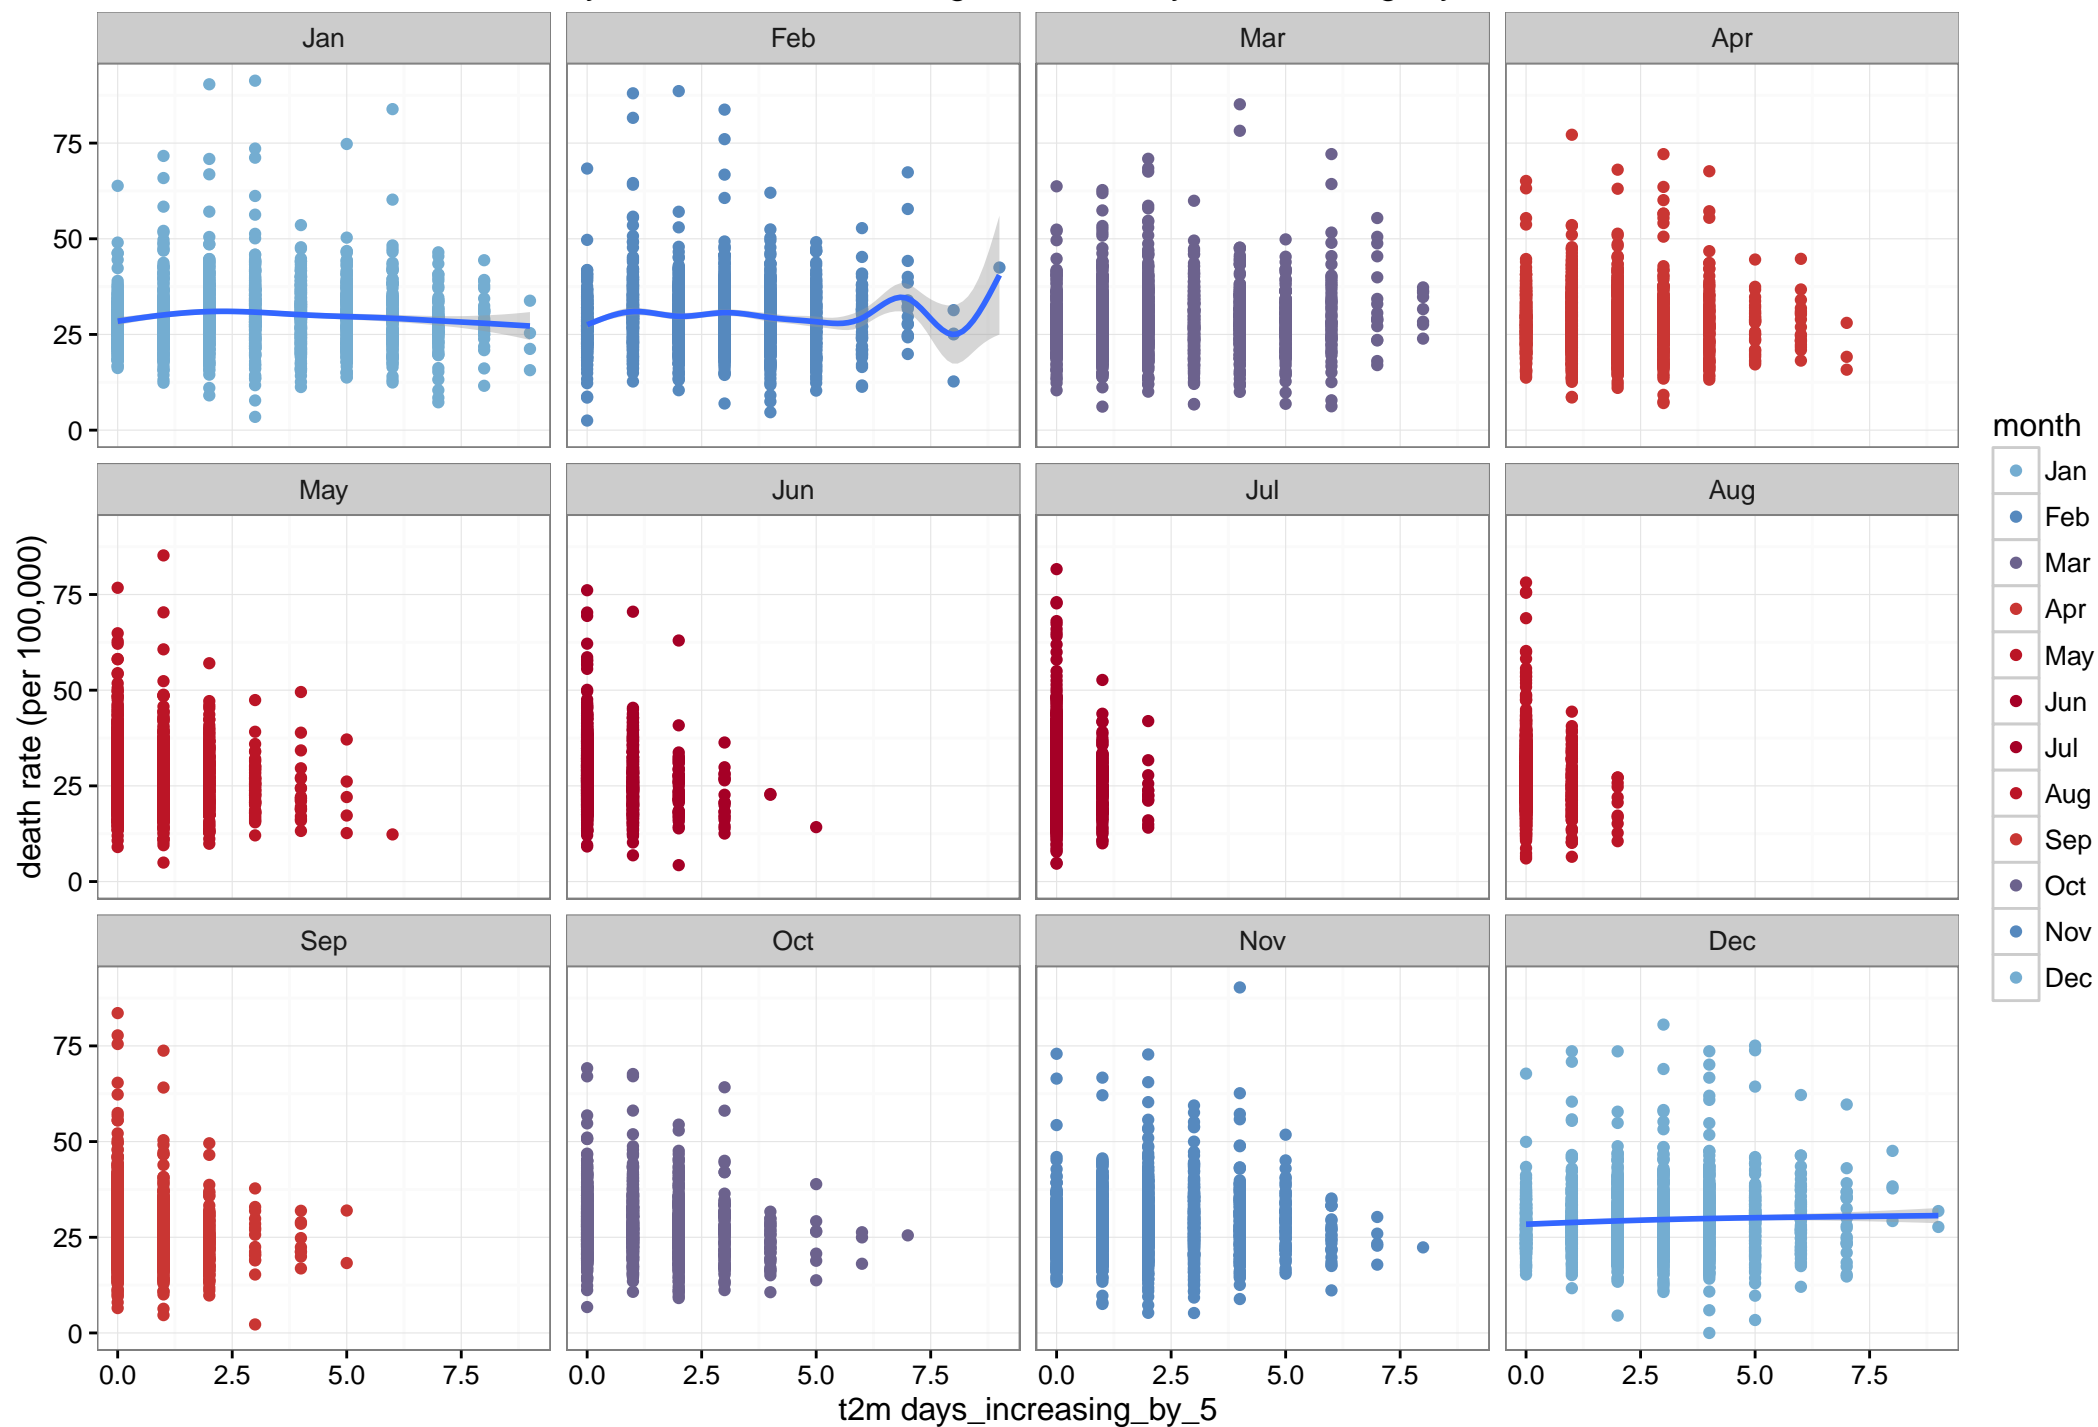 Jan Feb Mar Apr
75
50
25
0
May Jun Jul Aug
75
50
25
0
Sep Oct Nov Dec
75
50
25
0
0.0 2.5 5.0 7.5 0.0 2.5 5.0 7.5 0.0 2.5 5.0 7.5 0.0 2.5 5.0 7.5
t2m days_increasing_by_5
death rate (per 100,000)
month
Jan
Feb
Mar
Apr
May
Jun
Jul
Aug
Sep
Oct
Nov
Dec